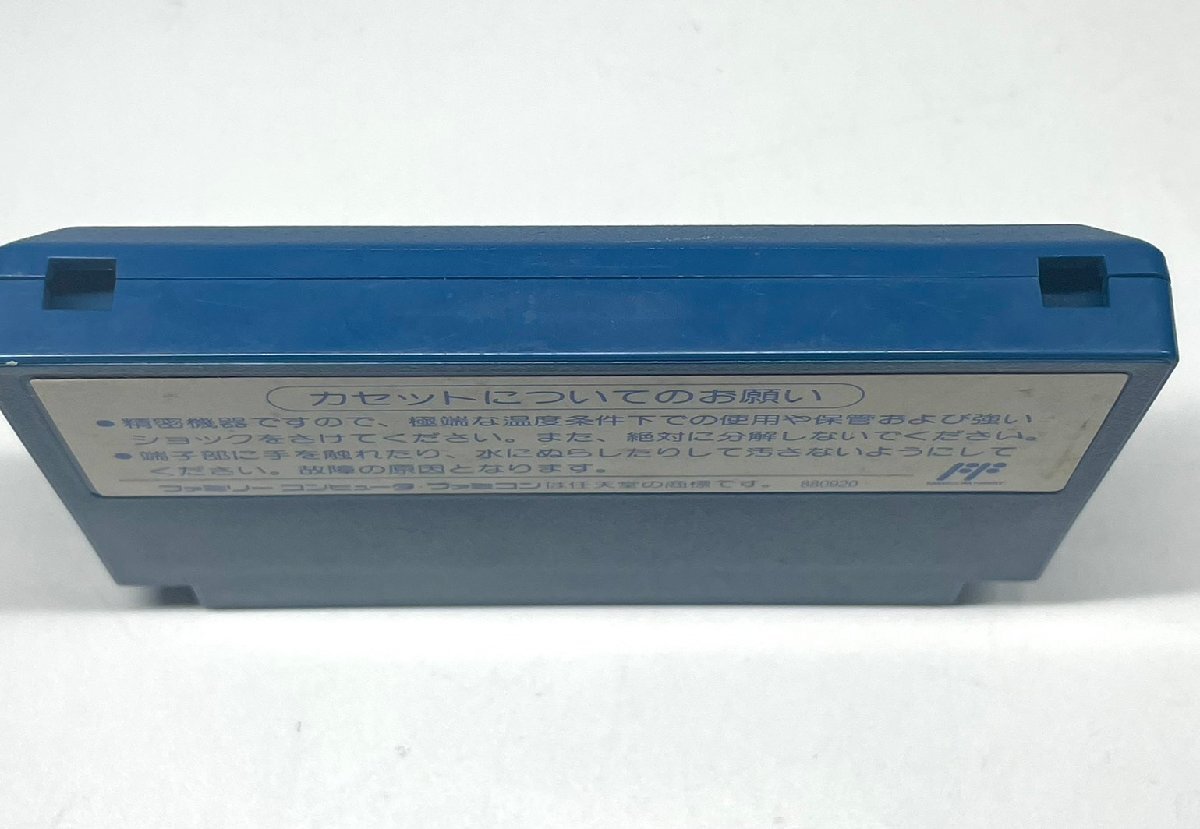 カセットについてのお願い
●精密機器ですので、極端な温度条件下での使用や保管および強い
ショックをさけてください。また、絶対に分解しないでください。
●端子部に手を触れたり、水にぬらしたりして汚さないようにして
ください。故障の原因となります。
ファミリーコンピュータ・ファミコンは任天堂の商標です。 880920